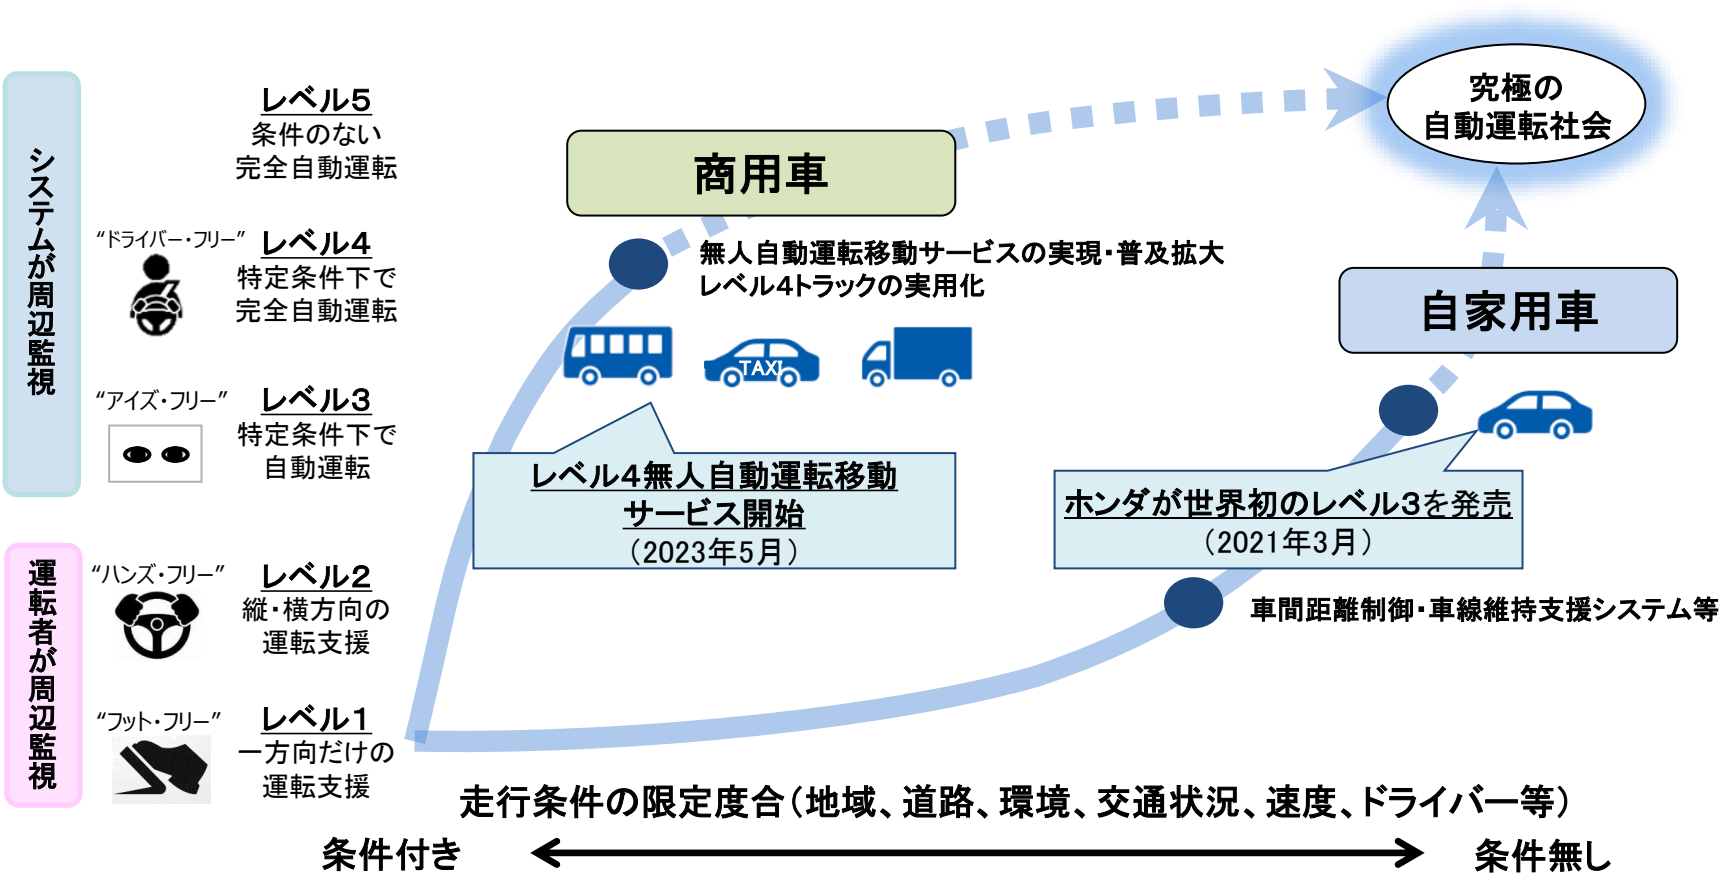 システムが周辺監視
レベル5
条件のない
完全自動運転
“ドライバー・フリー”
レベル4
特定条件下で
完全自動運転
“アイズ・フリー”
レベル3
特定条件下で
自動運転
運転者が周辺監視
“ハンズ・フリー”
レベル2
縦・横方向の
運転支援
“フット・フリー”
レベル1
一方向だけの
運転支援
商用車
無人自動運転移動サービスの実現・普及拡大
レベル4トラックの実用化
TAXI
レベル4無人自動運転移動
サービス開始
（2023年5月）
究極の
自動運転社会
自家用車
ホンダが世界初のレベル3を発売
（2021年3月）
車間距離制御・車線維持支援システム等
走行条件の限定度合（地域、道路、環境、交通状況、速度、ドライバー等）
条件付き
条件無し